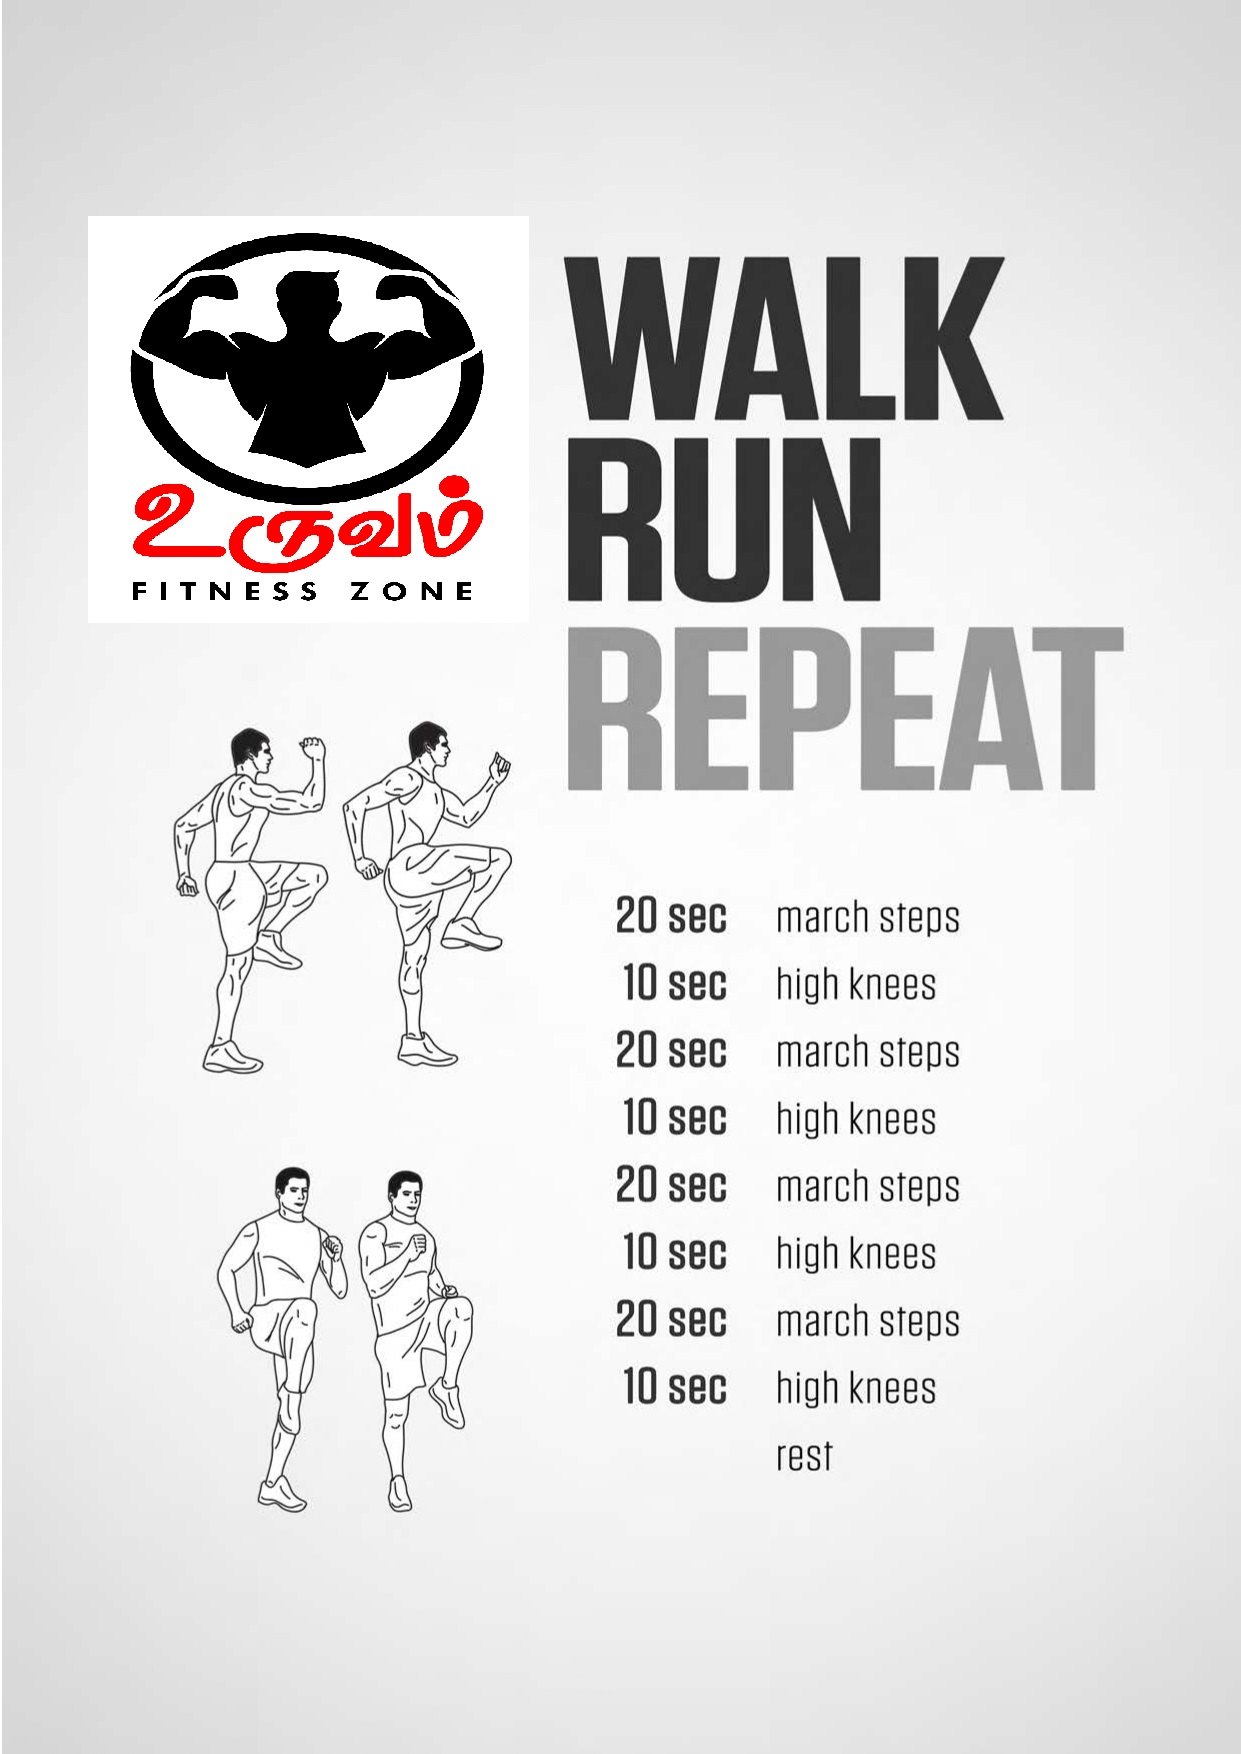 உருவம்
FITNESS ZONE
WALK
RUN
REPEAT
20 sec march steps
10 sec high knees
20 sec march steps
10 sec high knees
20 sec march steps
10 sec high knees
20 sec march steps
10 sec high knees
rest